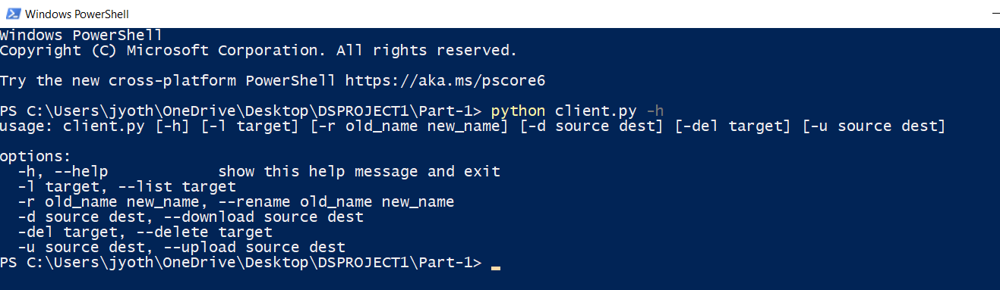 Windows PowerShell
Windows PowerShell
Copyright (C) Microsoft Corporation. All rights reserved.
Try the new cross-platform PowerShell https://aka.ms/pscore6
PS C:\Users\jyoth\OneDrive\Desktop\DSPROJECT1\Part-1> python client.py -h
usage: client.py [-h] [-l target] [-r old_name new_name] [-d source dest] [-del target] [-u source dest]
options:
  -h, --help            show this help message and exit
  -l target, --list target
  -r old_name new_name, --rename old_name new_name
  -d source dest, --download source dest
  -del target, --delete target
  -u source dest, --upload source dest
PS C:\Users\jyoth\OneDrive\Desktop\DSPROJECT1\Part-1>